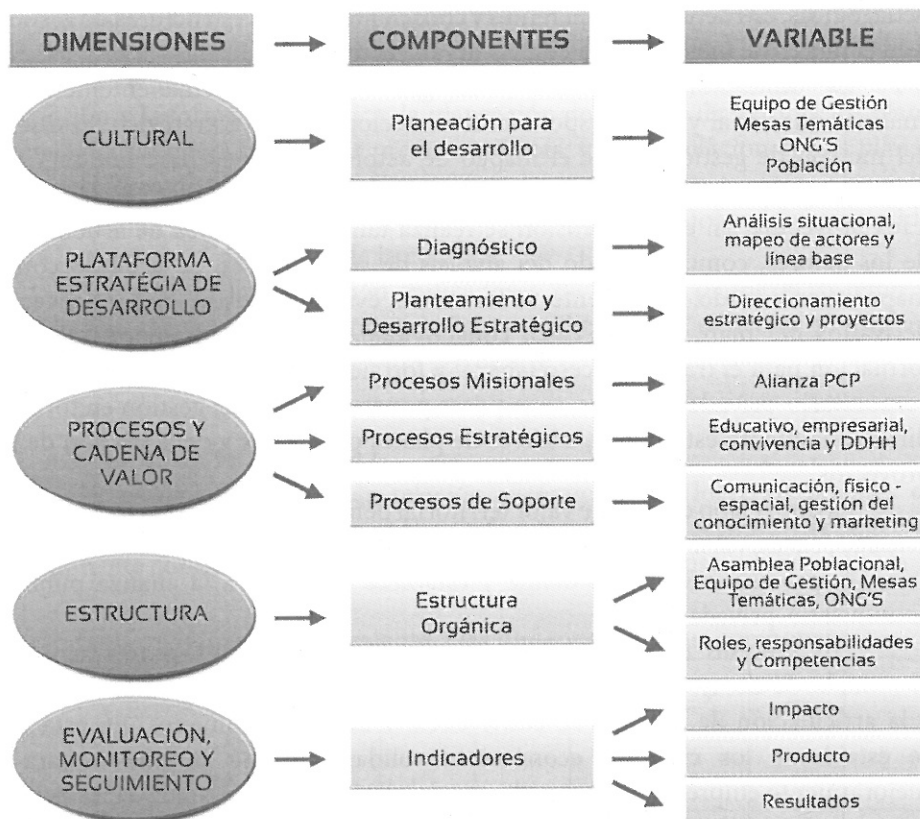 DIMENSIONES
COMPONENTES
VARIABLE
CULTURAL
Planeación para
el desarrollo
Equipo de Gestión
Mesas Temáticas
ONG'S
Población
PLATAFORMA
ESTRATÉGIA DE
DESARROLLO
Diagnóstico
Análisis situacional,
mapeo de actores y
línea base
Planteamiento y
Desarrollo Estratégico
Direccionamiento
estratégico y proyectos
PROCESOS Y
CADENA DE
VALOR
Procesos Misionales
Alianza PCP
Procesos Estratégicos
Educativo, empresarial,
convivencia y DDHH
Procesos de Soporte
Comunicación, físico -
espacial, gestión del
conocimiento y marketing
ESTRUCTURA
Estructura
Orgánica
Asamblea Poblacional,
Equipo de Gestión, Mesas
Temáticas, ONG'S
Roles, responsabilidades
y Competencias
EVALUACIÓN,
MONITOREO Y
SEGUIMIENTO
Indicadores
Impacto
Producto
Resultados